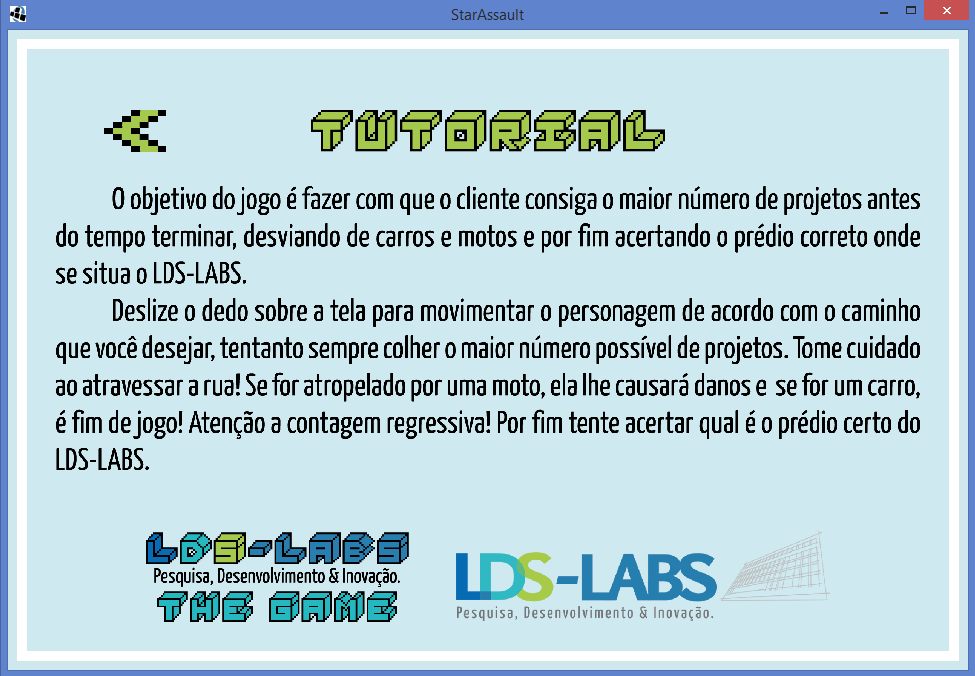 StarAssault
TUTORIAL
O objetivo do jogo é fazer com que o cliente consiga o maior número de projetos antes
do tempo terminar, desviando de carros e motos e por fim acertando o prédio correto onde
se situa o LDS-LABS.
Deslize o dedo sobre a tela para movimentar o personagem de acordo com o caminho
que você desejar, tentanto sempre colher o maior número possível de projetos. Tome cuidado
ao atravessar a rua! Se for atropelado por uma moto, ela lhe causará danos e se for um carro,
é fim de jogo! Atenção a contagem regressiva! Por fim tente acertar qual é o prédio certo do
LDS-LABS.
LDS-LABS
Pesquisa, Desenvolvimento & Inovação.
THE GAME
LDS-LABS
Pesquisa, Desenvolvimento & Inovação.